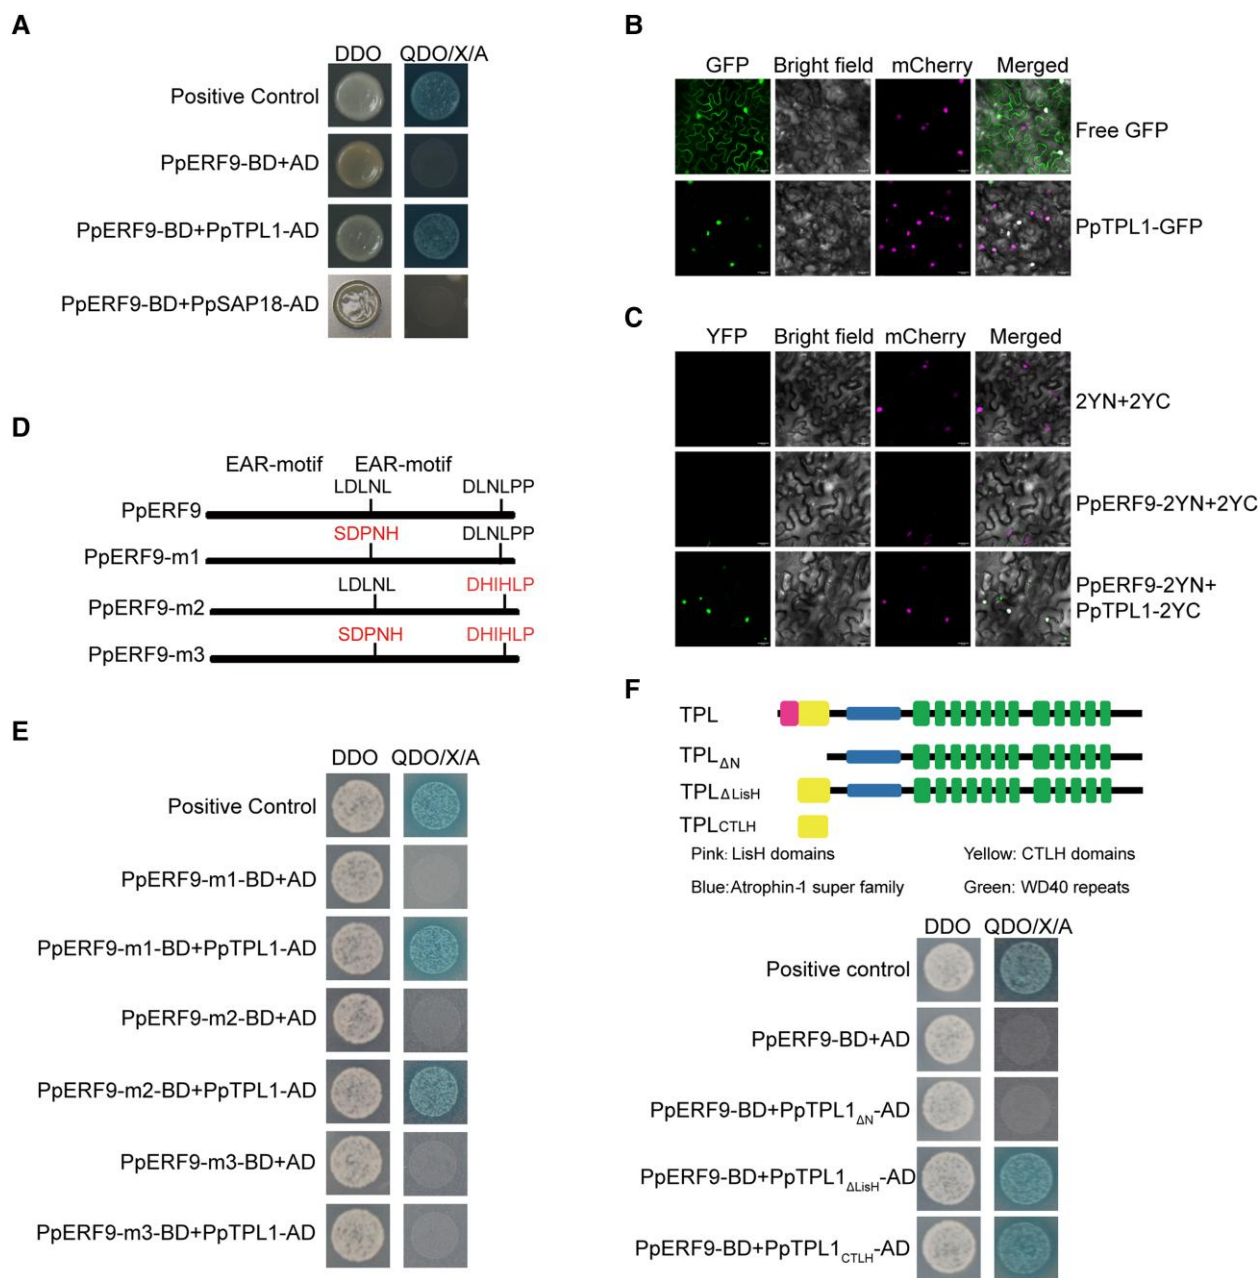 A
DDO QDO/X/A
Positive Control
PpERF9-BD+AD
PpERF9-BD+PpTPL1-AD
PpERF9-BD+PpSAP18-AD
B
GFP Bright field mCherry Merged
Free GFP
PpTPL1-GFP
C
YFP Bright field mCherry Merged
2YN+2YC
PpERF9-2YN+2YC
PpERF9-2YN+
PpTPL1-2YC
D
EAR-motif EAR-motif
LDLNL DLNLPP
PpERF9
SDPNH DLNLPP
PpERF9-m1
LDLNL DHIHLP
PpERF9-m2
SDPNH DHIHLP
PpERF9-m3
E
DDO QDO/X/A
Positive Control
PpERF9-m1-BD+AD
PpERF9-m1-BD+PpTPL1-AD
PpERF9-m2-BD+AD
PpERF9-m2-BD+PpTPL1-AD
PpERF9-m3-BD+AD
PpERF9-m3-BD+PpTPL1-AD
F
TPL
TPLΔN
TPLΔLisH
TPLCTLH
Pink: LisH domains Yellow: CTLH domains
Blue:Atrophin-1 super family Green: WD40 repeats
DDO QDO/X/A
Positive control
PpERF9-BD+AD
PpERF9-BD+PpTPL1ΔN-AD
PpERF9-BD+PpTPL1ΔLisH-AD
PpERF9-BD+PpTPL1CTLH-AD